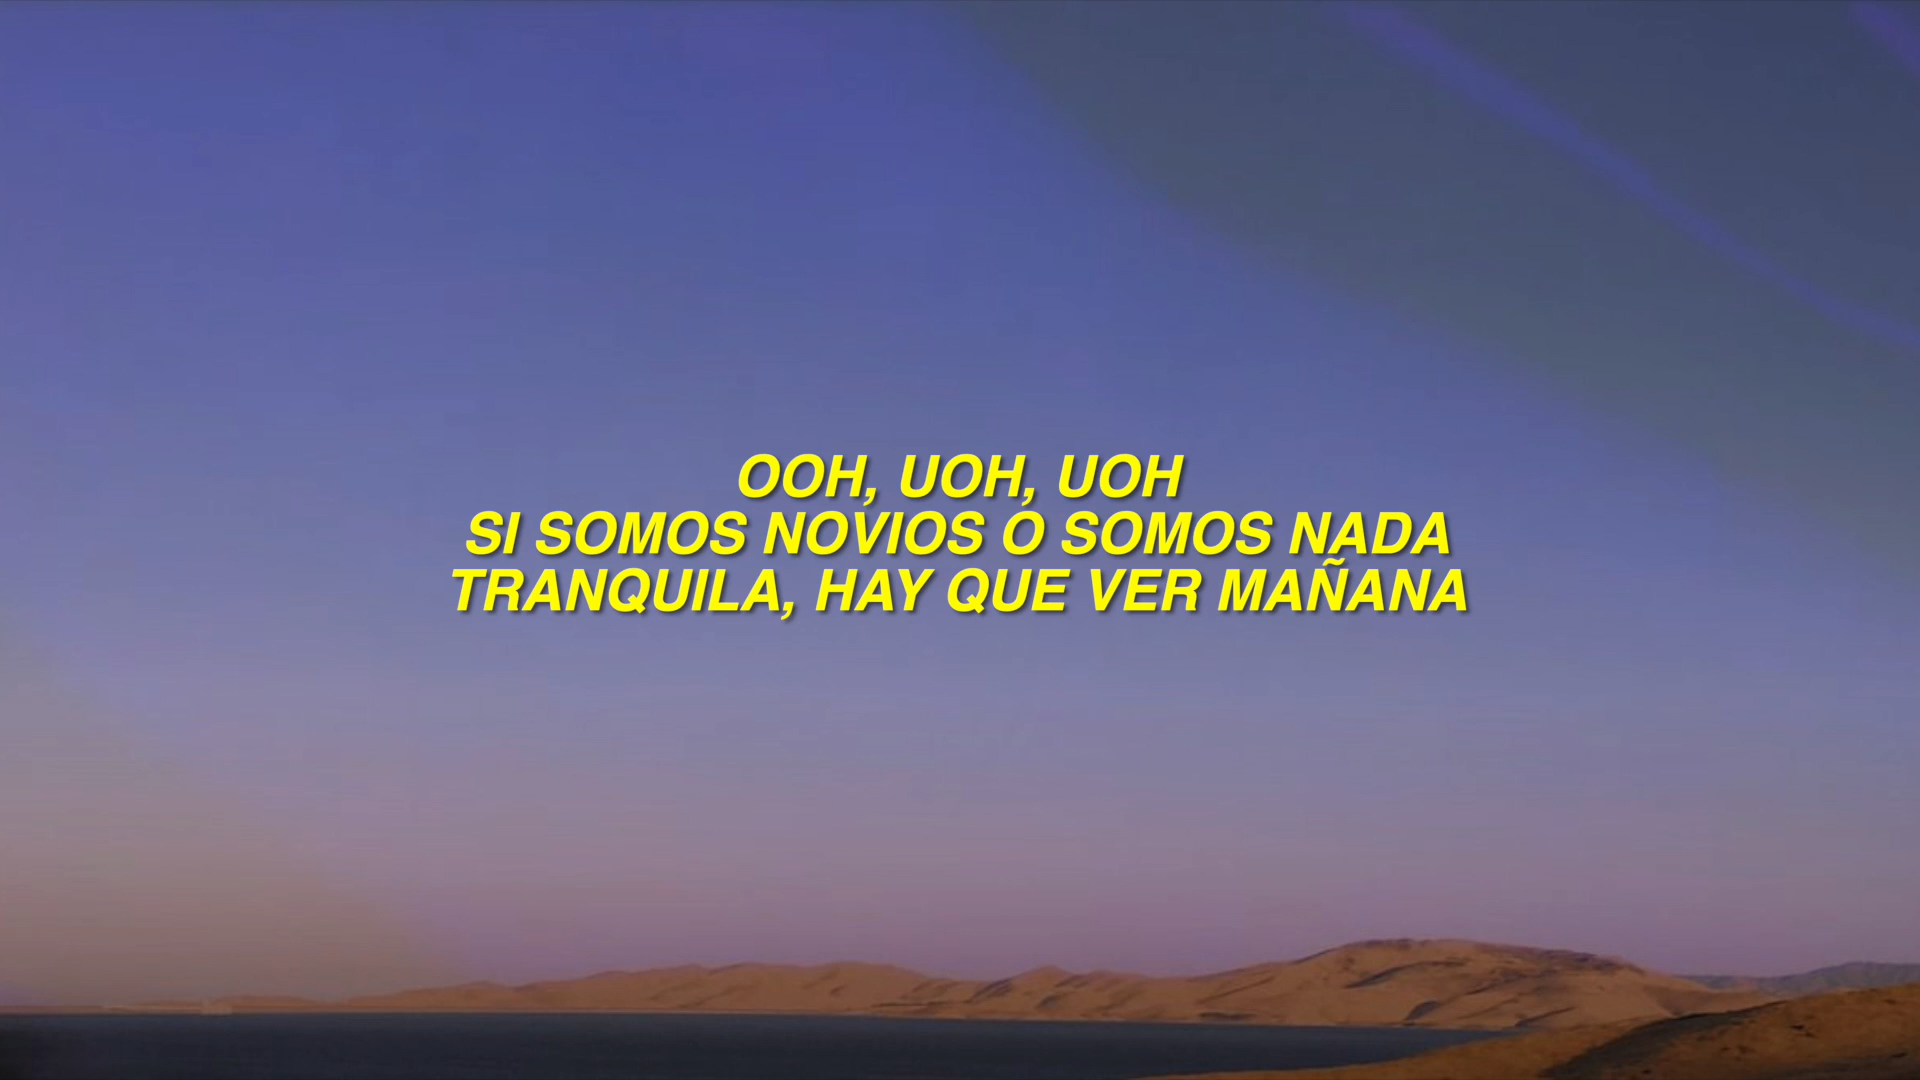 OOH, UOH, UOH
SI SOMOS NOVIOS O SOMOS NADA
TRANQUILA, HAY QUE VER MAÑANA